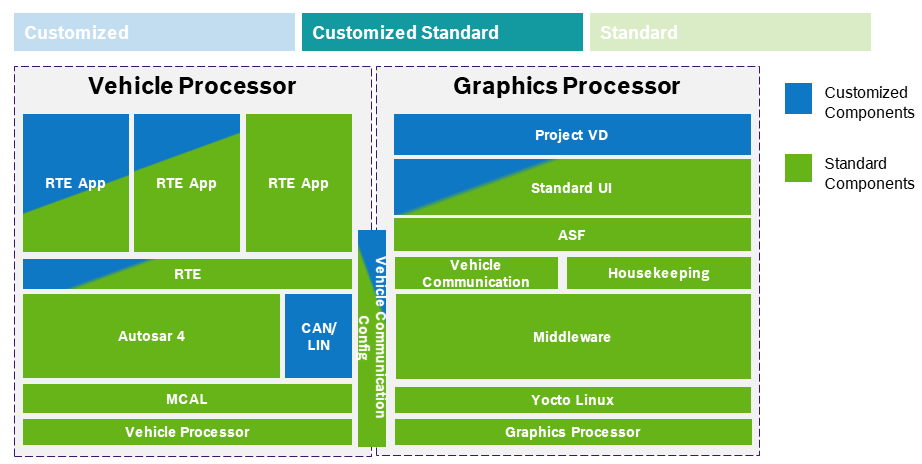 Customized
Customized Standard
Standard
Vehicle Processor
Graphics Processor
Customized
Components
Standard
Components
RTE App
RTE App
RTE App
RTE
Autosar 4
CAN/
LIN
MCAL
Vehicle Processor
Vehicle Communication
Config
Project VD
Standard UI
ASF
Vehicle
Communication
Housekeeping
Middleware
Yocto Linux
Graphics Processor